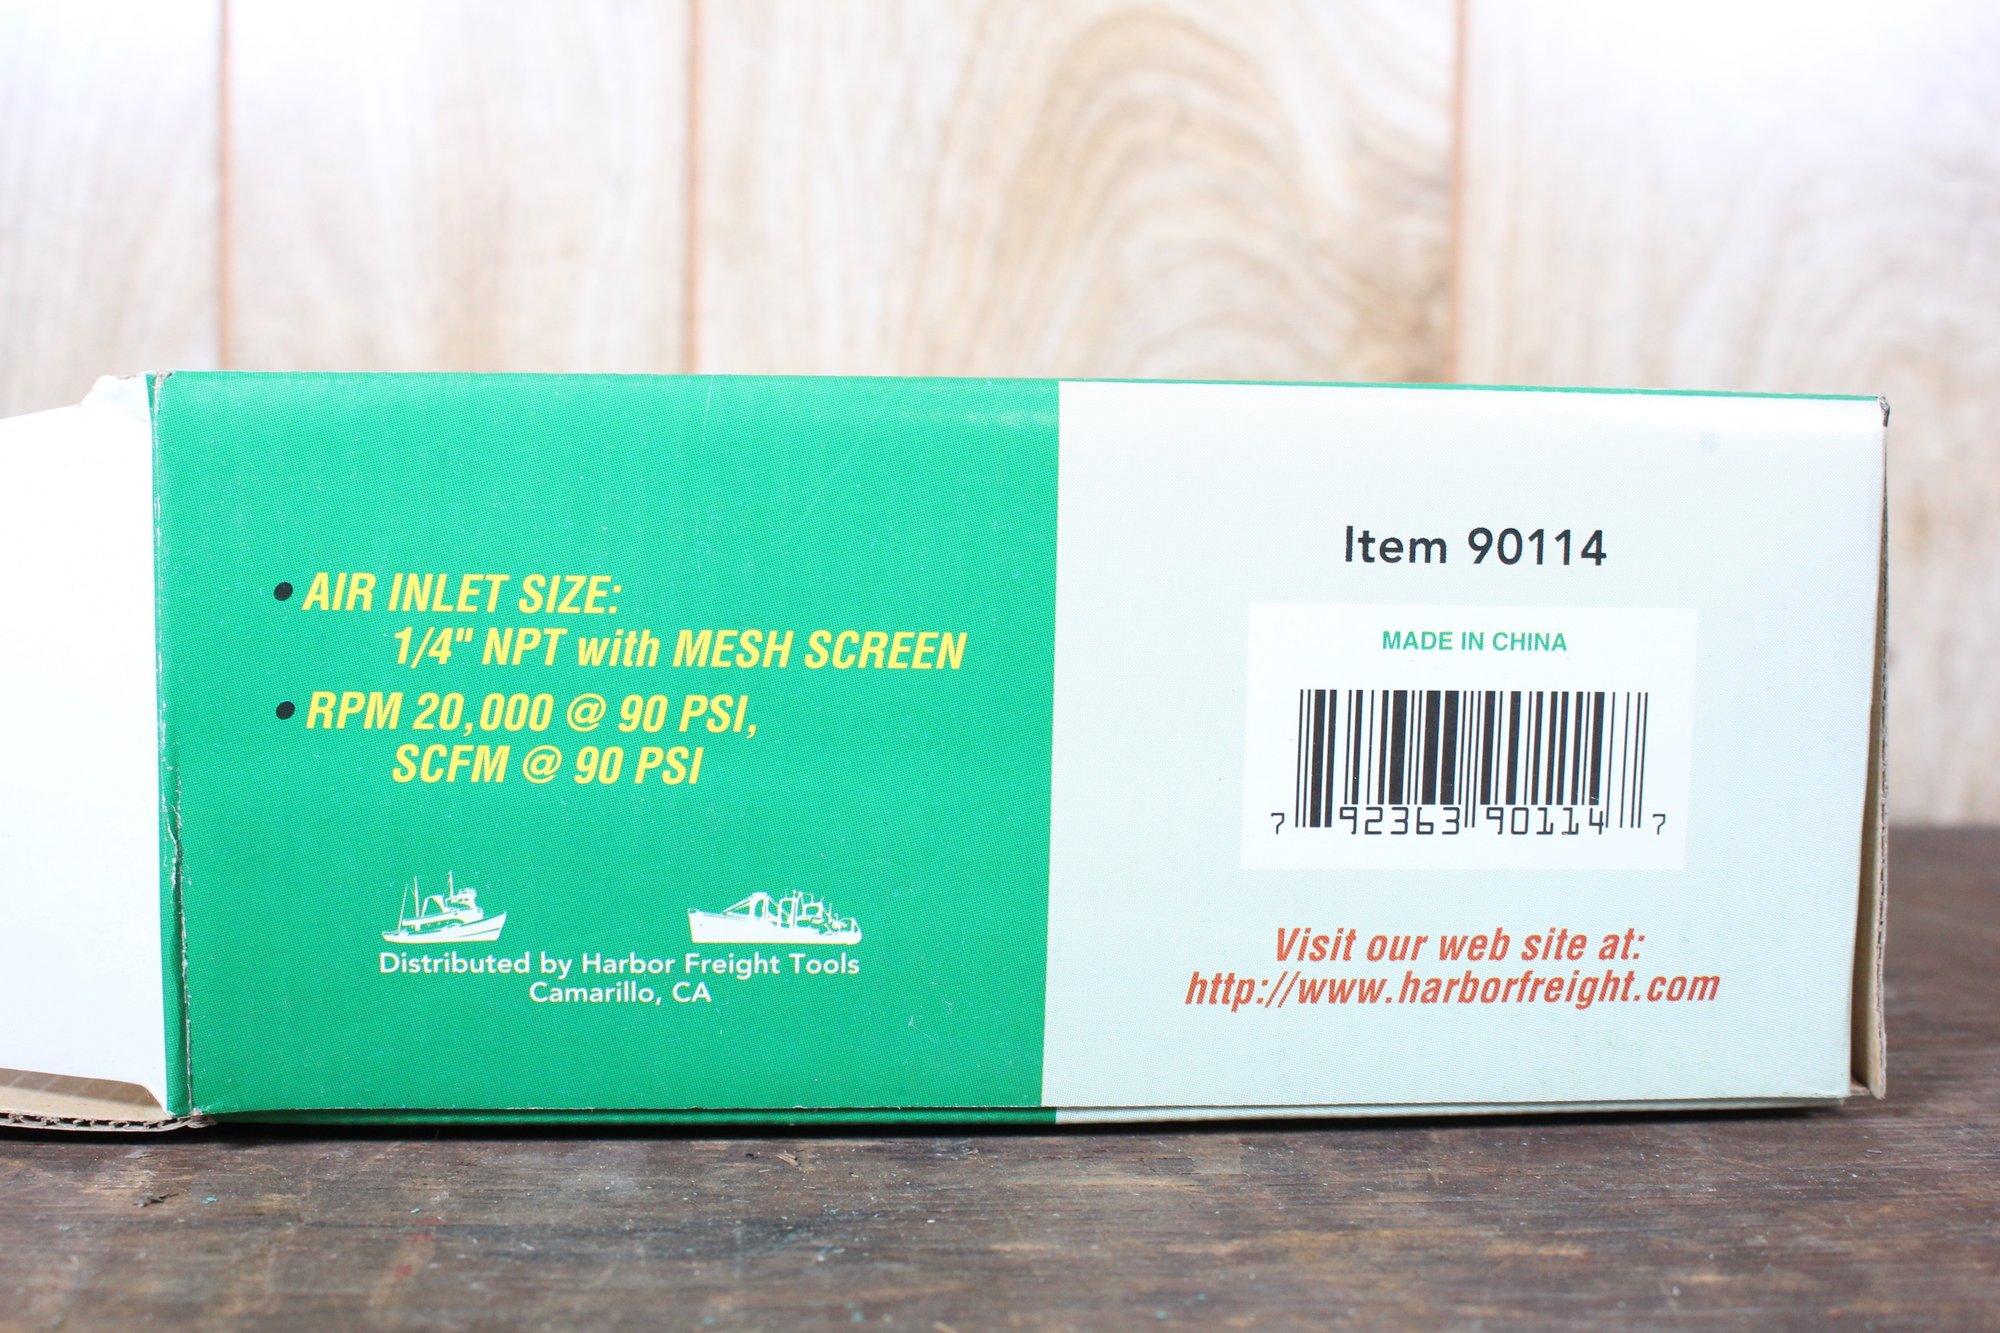 • AIR INLET SIZE:
1/4" NPT with MESH SCREEN
• RPM 20,000 @ 90 PSI,
SCFM @ 90 PSI
Distributed by Harbor Freight Tools
Camarillo, CA
Item 90114
MADE IN CHINA
7 92363 90114 7
Visit our web site at:
http://www.harborfreight.com